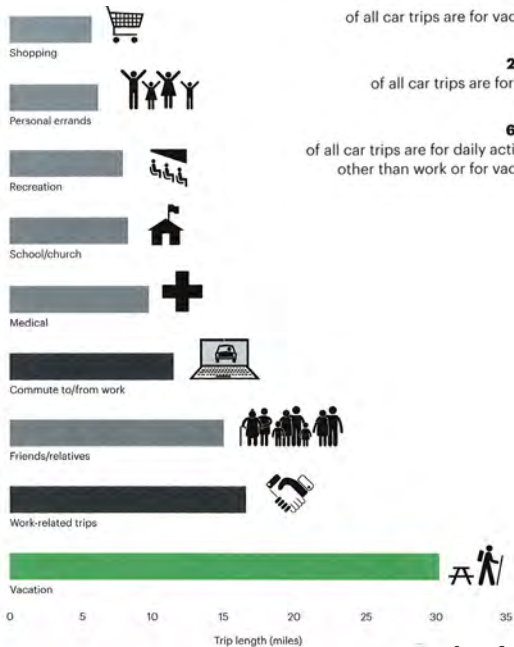 of all car trips are for vac
Shopping
2
of all car trips are for
Personal errands
6
of all car trips are for daily acti
other than work or for vac
Recreation
School/church
Medical
Commute to/from work
Friends/relatives
Work-related trips
Vacation
0 5 10 15 20 25 30 35
Trip length (miles)